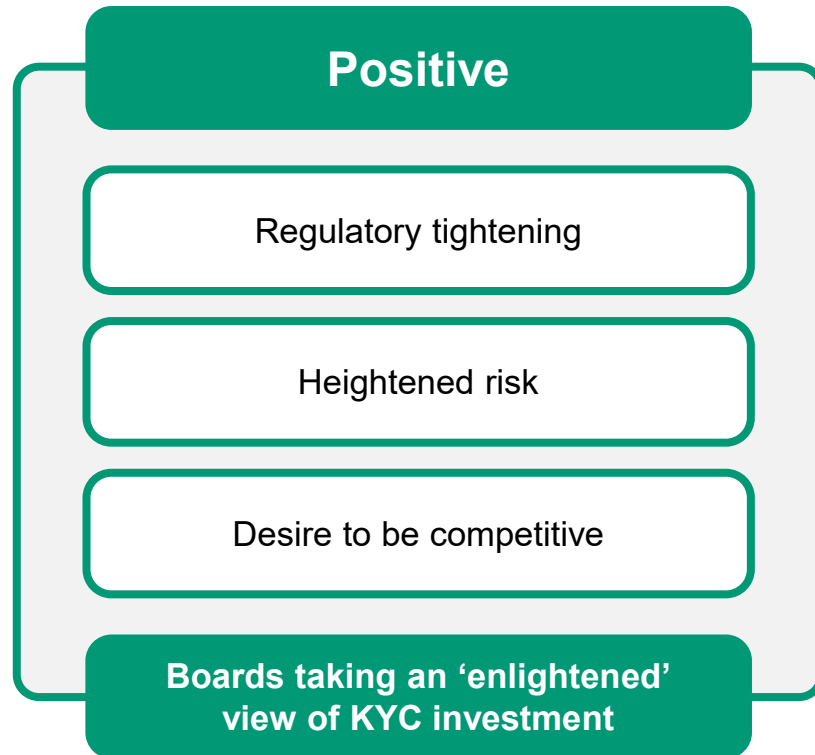 Positive
Regulatory tightening
Heightened risk
Desire to be competitive
Boards taking an ‘enlightened’
view of KYC investment